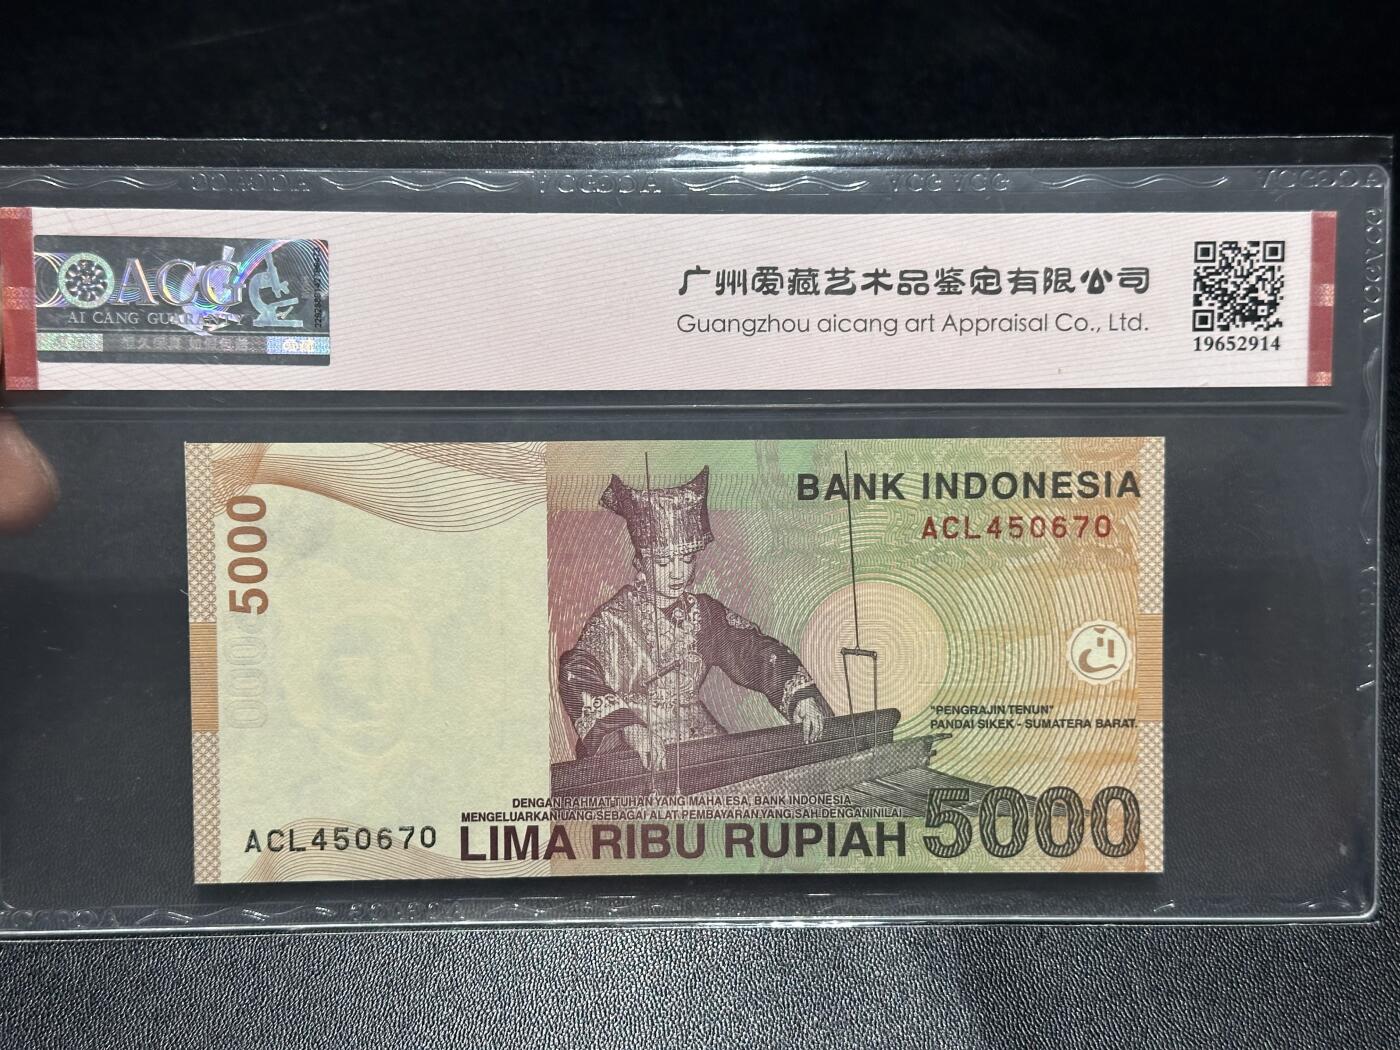 ACG
AI CANG GUARANTY
广州爱藏艺术品鉴定有限公司
Guangzhou aicang art Appraisal Co., Ltd.
19652914
5000
BANK INDONESIA
ACL450670
"PENGRAJIN TENUN"
PANDAI SIKEK - SUMATERA BARAT.
DENGAN RAHMAT TUHAN YANG MAHA ESA, BANK INDONESIA
MENGELUARKAN UANG SEBAGAI ALAT PEMBAYARAN YANG SAH DENGAN NILAI
ACL450670
LIMA RIBU RUPIAH 5000